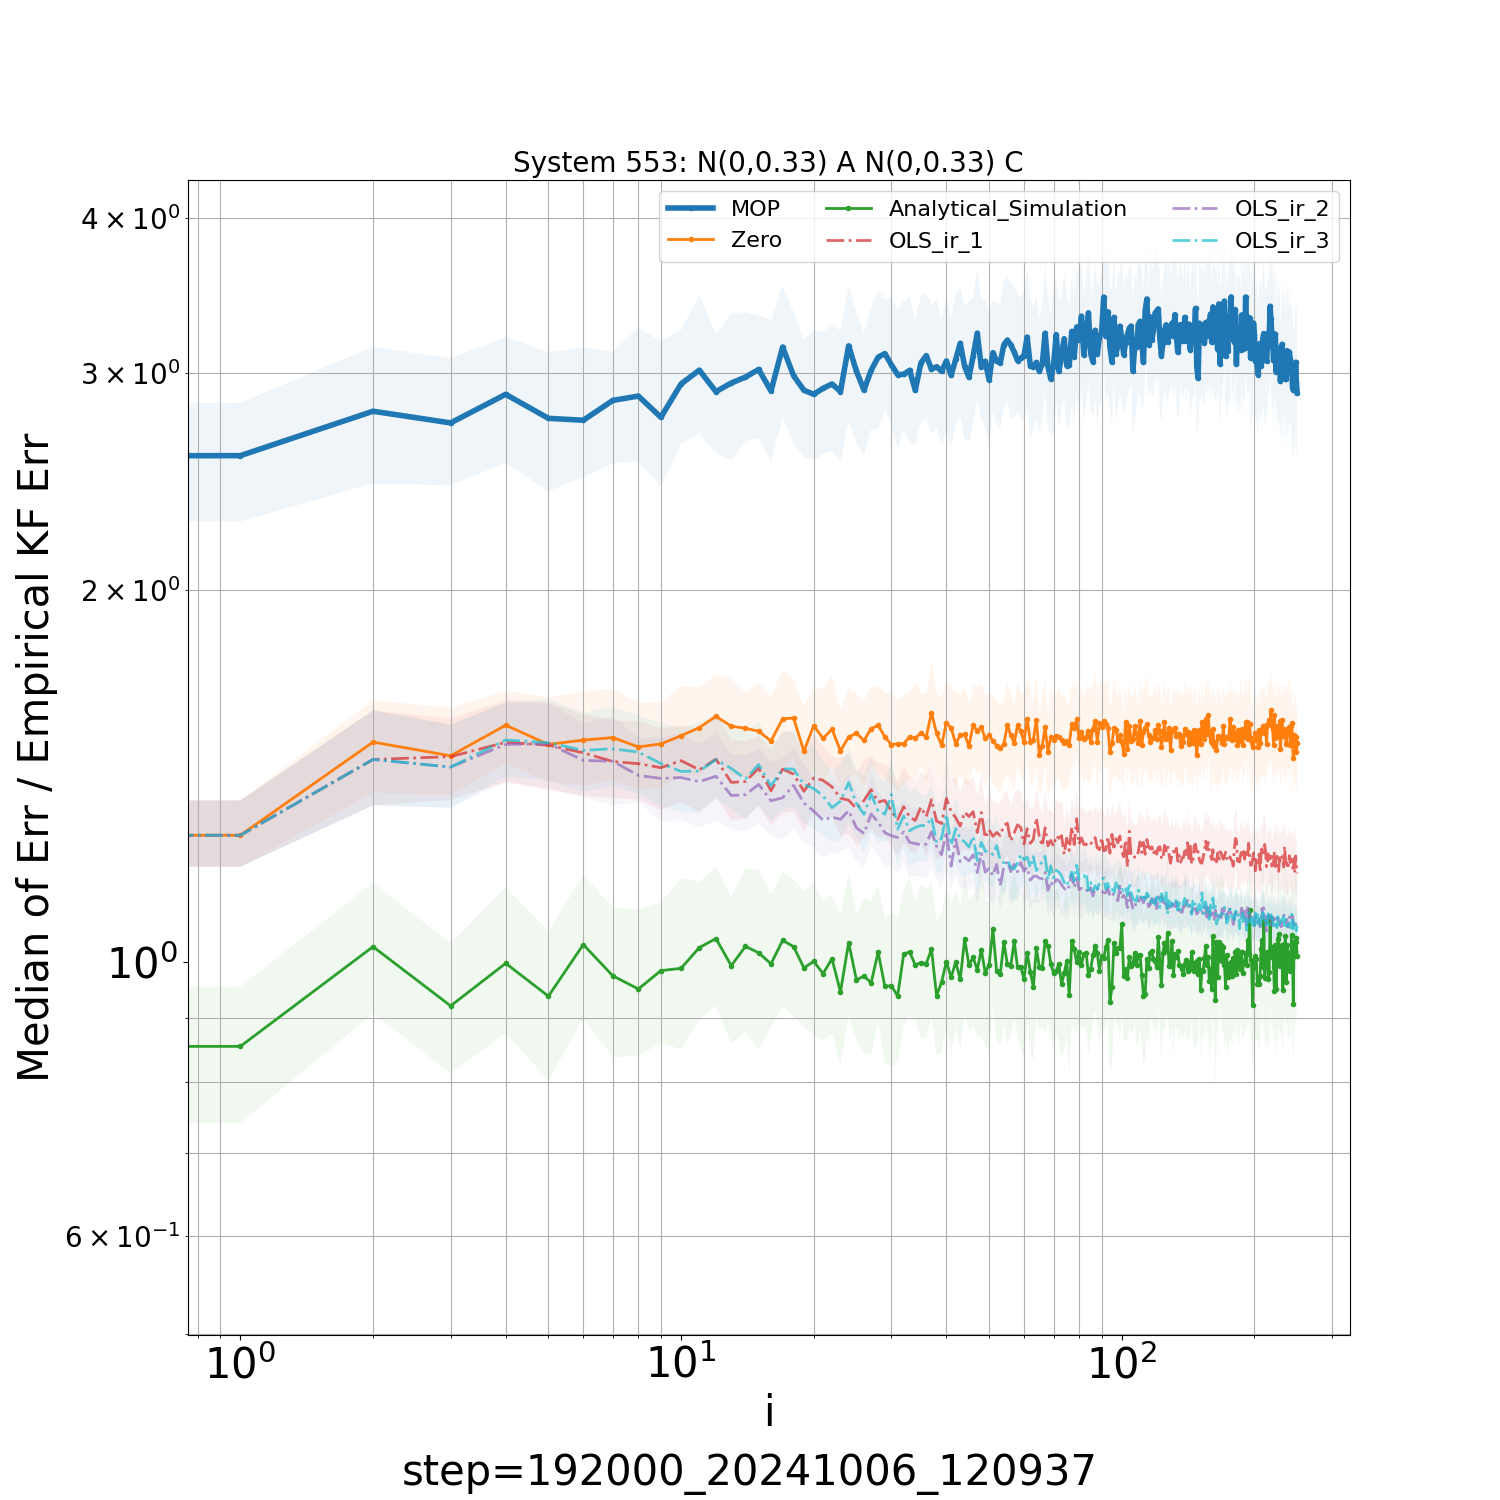 System 553: N(0,0.33) A N(0,0.33) C
MOP
Zero
Analytical_Simulation
OLS_ir_1
OLS_ir_2
OLS_ir_3
4 × 10⁰
3 × 10⁰
2 × 10⁰
10⁰
6 × 10⁻¹
Median of Err / Empirical KF Err
10⁰ 10¹ 10²
i
step=192000_20241006_120937